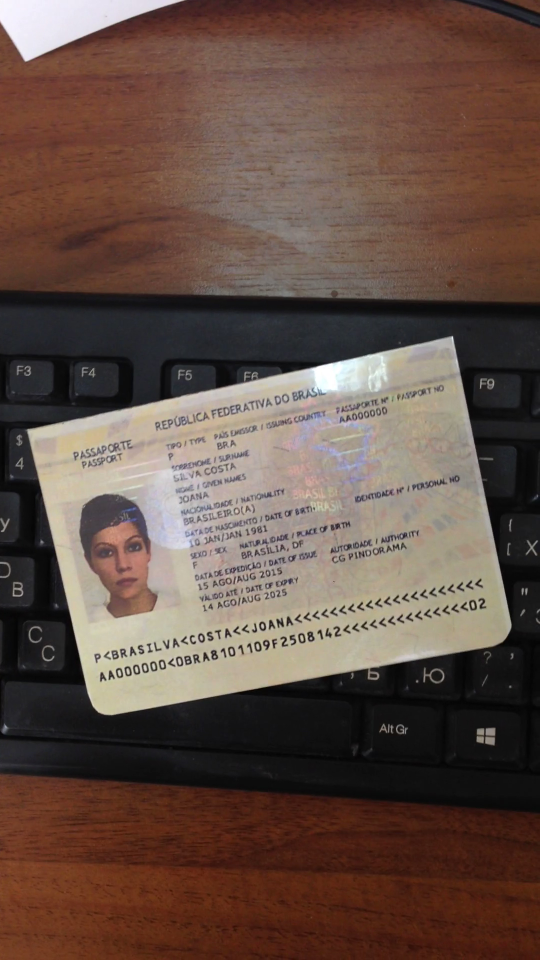 F3 F4 F5 F6 F9
REPÚBLICA FEDERATIVA DO BRASIL
PASSAPORTE
PASSPORT
TIPO / TYPE PAÍS EMISSOR / ISSUING COUNTRY PASSAPORTE Nº / PASSPORT NO
P BRA AA000000
SOBRENOME / SURNAME
SILVA COSTA
NOME / GIVEN NAMES
JOANA
NACIONALIDADE / NATIONALITY IDENTIDADE Nº / PERSONAL NO
BRASILEIRO(A)
DATA DE NASCIMENTO / DATE OF BIRTH
10 JAN/JAN 1981
SEXO / SEX NATURALIDADE / PLACE OF BIRTH
F BRASÍLIA, DF
DATA DE EXPEDIÇÃO / DATE OF ISSUE AUTORIDADE / AUTHORITY
15 AGO/AUG 2015 CG PINDORAMA
VÁLIDO ATÉ / DATE OF EXPIRY
14 AGO/AUG 2025
P<BRASILVA<COSTA<<JOANA<<<<<<<<<<<<<<<<<<<<<
AA000000<0BRA8101109F2508142<<<<<<<<<<<<<<02
BRASIL
BRASIL
$
4
y
D
В
C
С
[
X
"
Ь
.Ю
?
/
Alt Gr